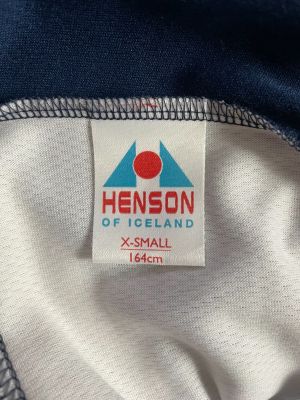 HENSON
OF ICELAND
X-SMALL
164cm